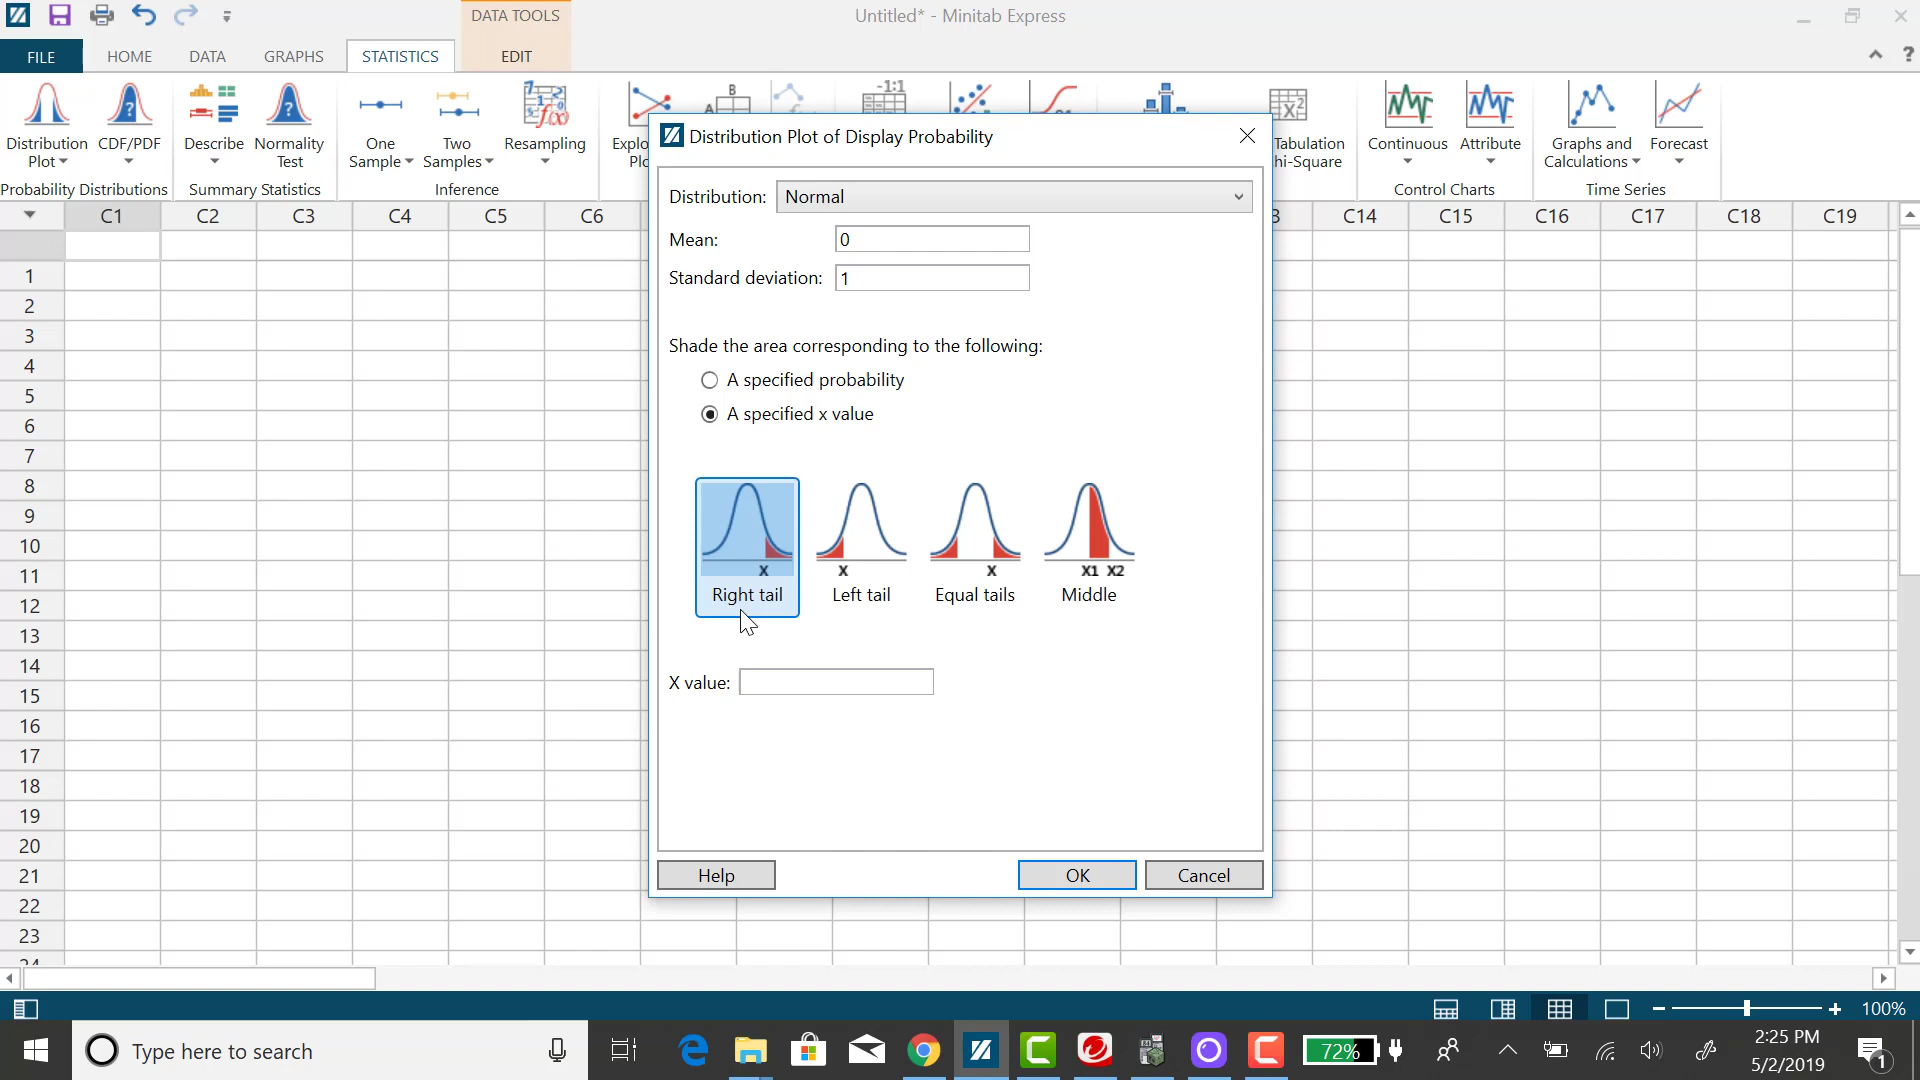 DATA TOOLS
Untitled* - Minitab Express
FILE HOME DATA GRAPHS STATISTICS EDIT
Distribution Plot
CDF/PDF
Probability Distributions
Describe
Normality Test
Summary Statistics
One Sample
Two Samples
Resampling
Inference
Continuous
Attribute
Control Charts
Graphs and Calculations
Forecast
Time Series
Tabulation
hi-Square
C1 C2 C3 C4 C5 C6 C14 C15 C16 C17 C18 C19
1
2
3
4
5
6
7
8
9
10
11
12
13
14
15
16
17
18
19
20
21
22
23
Distribution Plot of Display Probability
Distribution: Normal
Mean: 0
Standard deviation: 1
Shade the area corresponding to the following:
A specified probability
A specified x value
X X X X1 X2
Right tail Left tail Equal tails Middle
X value:
Help OK Cancel
100%
Type here to search
72%
2:25 PM
5/2/2019
1